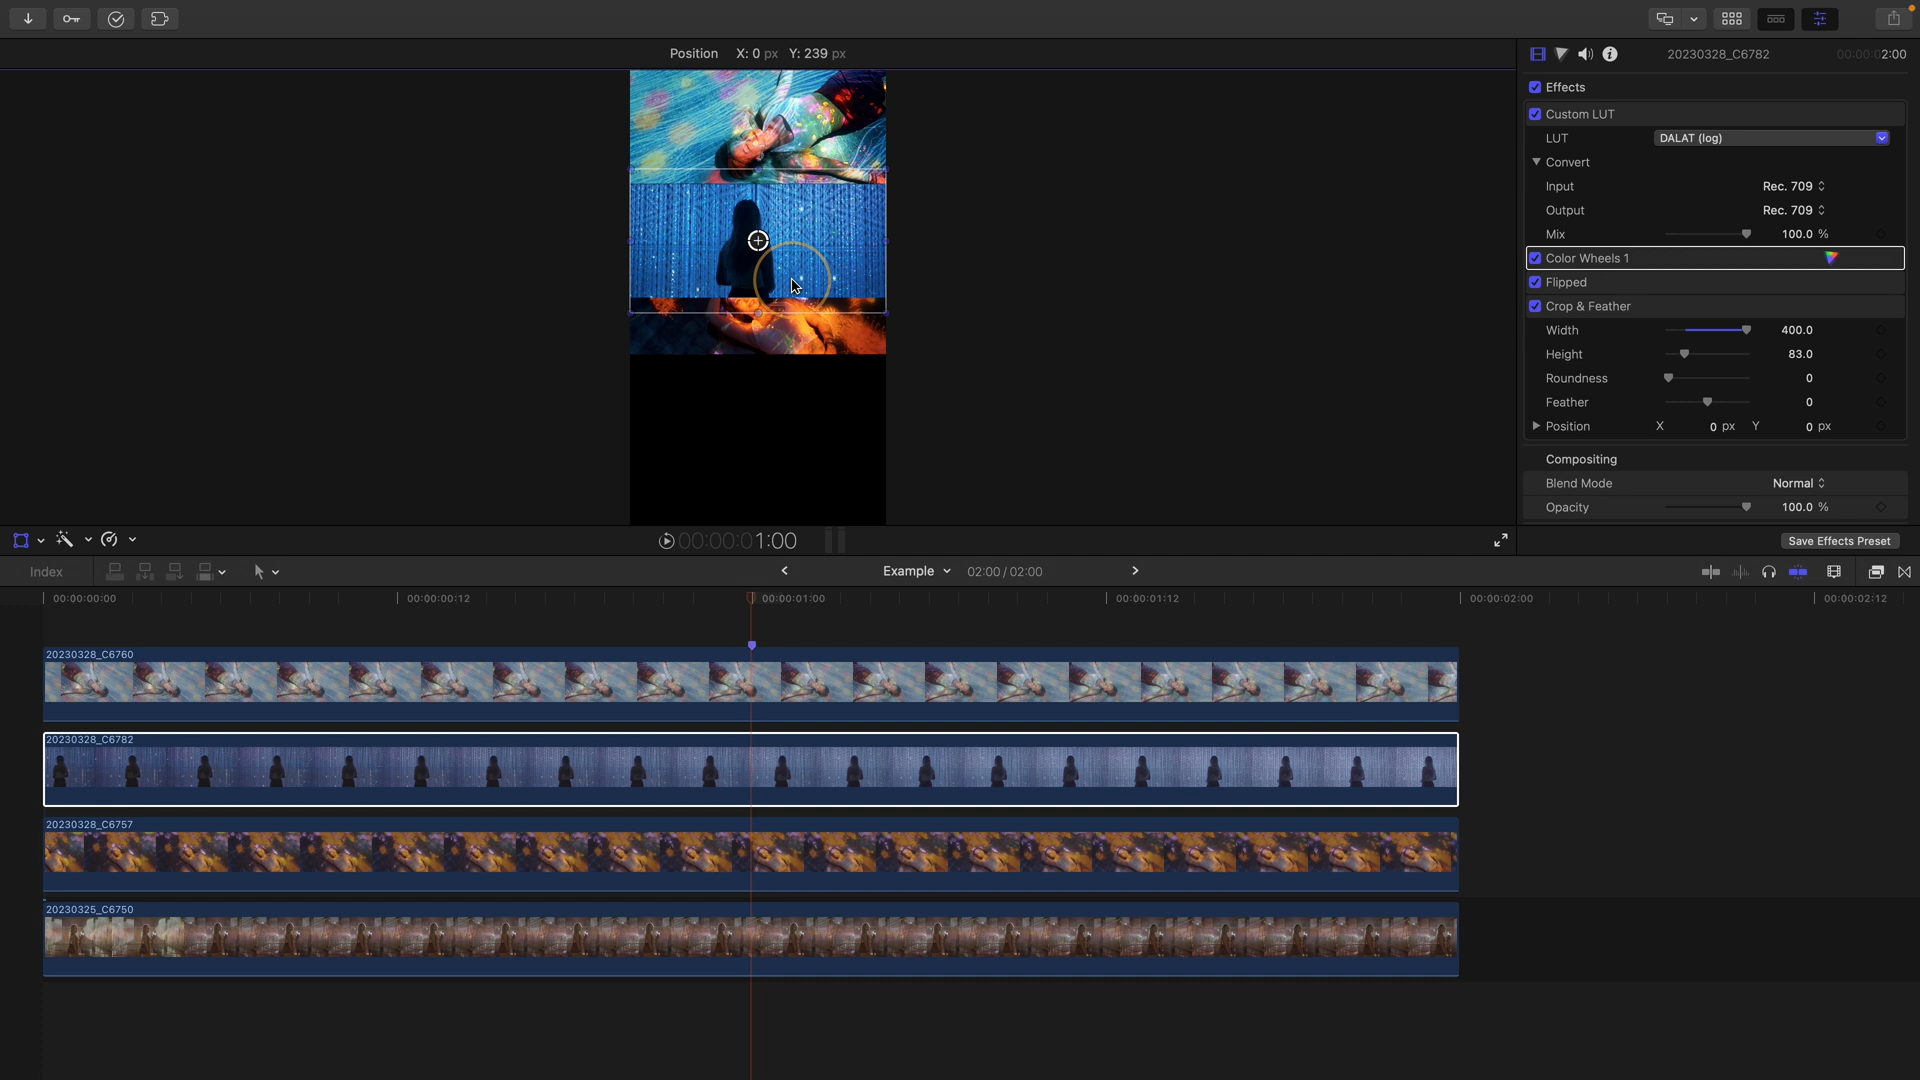 Position X: 0 px Y: 239 px
20230328_C6782 00:00:02:00
Effects
Custom LUT
LUT DALAT (log)
Convert
Input Rec. 709
Output Rec. 709
Mix 100.0 %
Color Wheels 1
Flipped
Crop & Feather
Width 400.0
Height 83.0
Roundness 0
Feather 0
Position X 0 px Y 0 px
Compositing
Blend Mode Normal
Opacity 100.0 %
00:00:01:00
Save Effects Preset
Index
Example 02:00 / 02:00
00:00:00:00 00:00:00:12 00:00:01:00 00:00:01:12 00:00:02:00 00:00:02:12
20230328_C6760
20230328_C6782
20230328_C6757
20230325_C6750